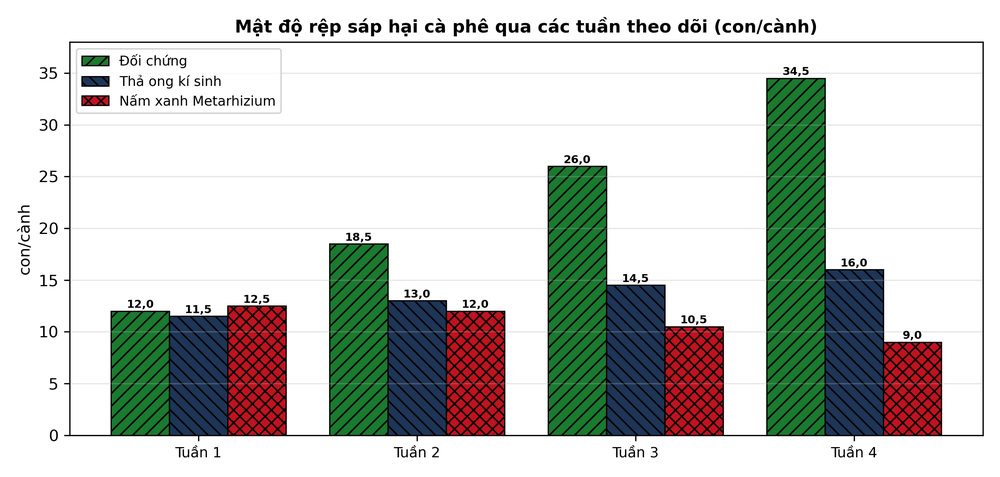 Mật độ rệp sáp hại cà phê qua các tuần theo dõi (con/cành)
Đối chứng
Thả ong kí sinh
Nấm xanh Metarhizium
con/cành
35
30
25
20
15
10
5
0
12,0
11,5
12,5
18,5
13,0
12,0
26,0
14,5
10,5
34,5
16,0
9,0
Tuần 1
Tuần 2
Tuần 3
Tuần 4